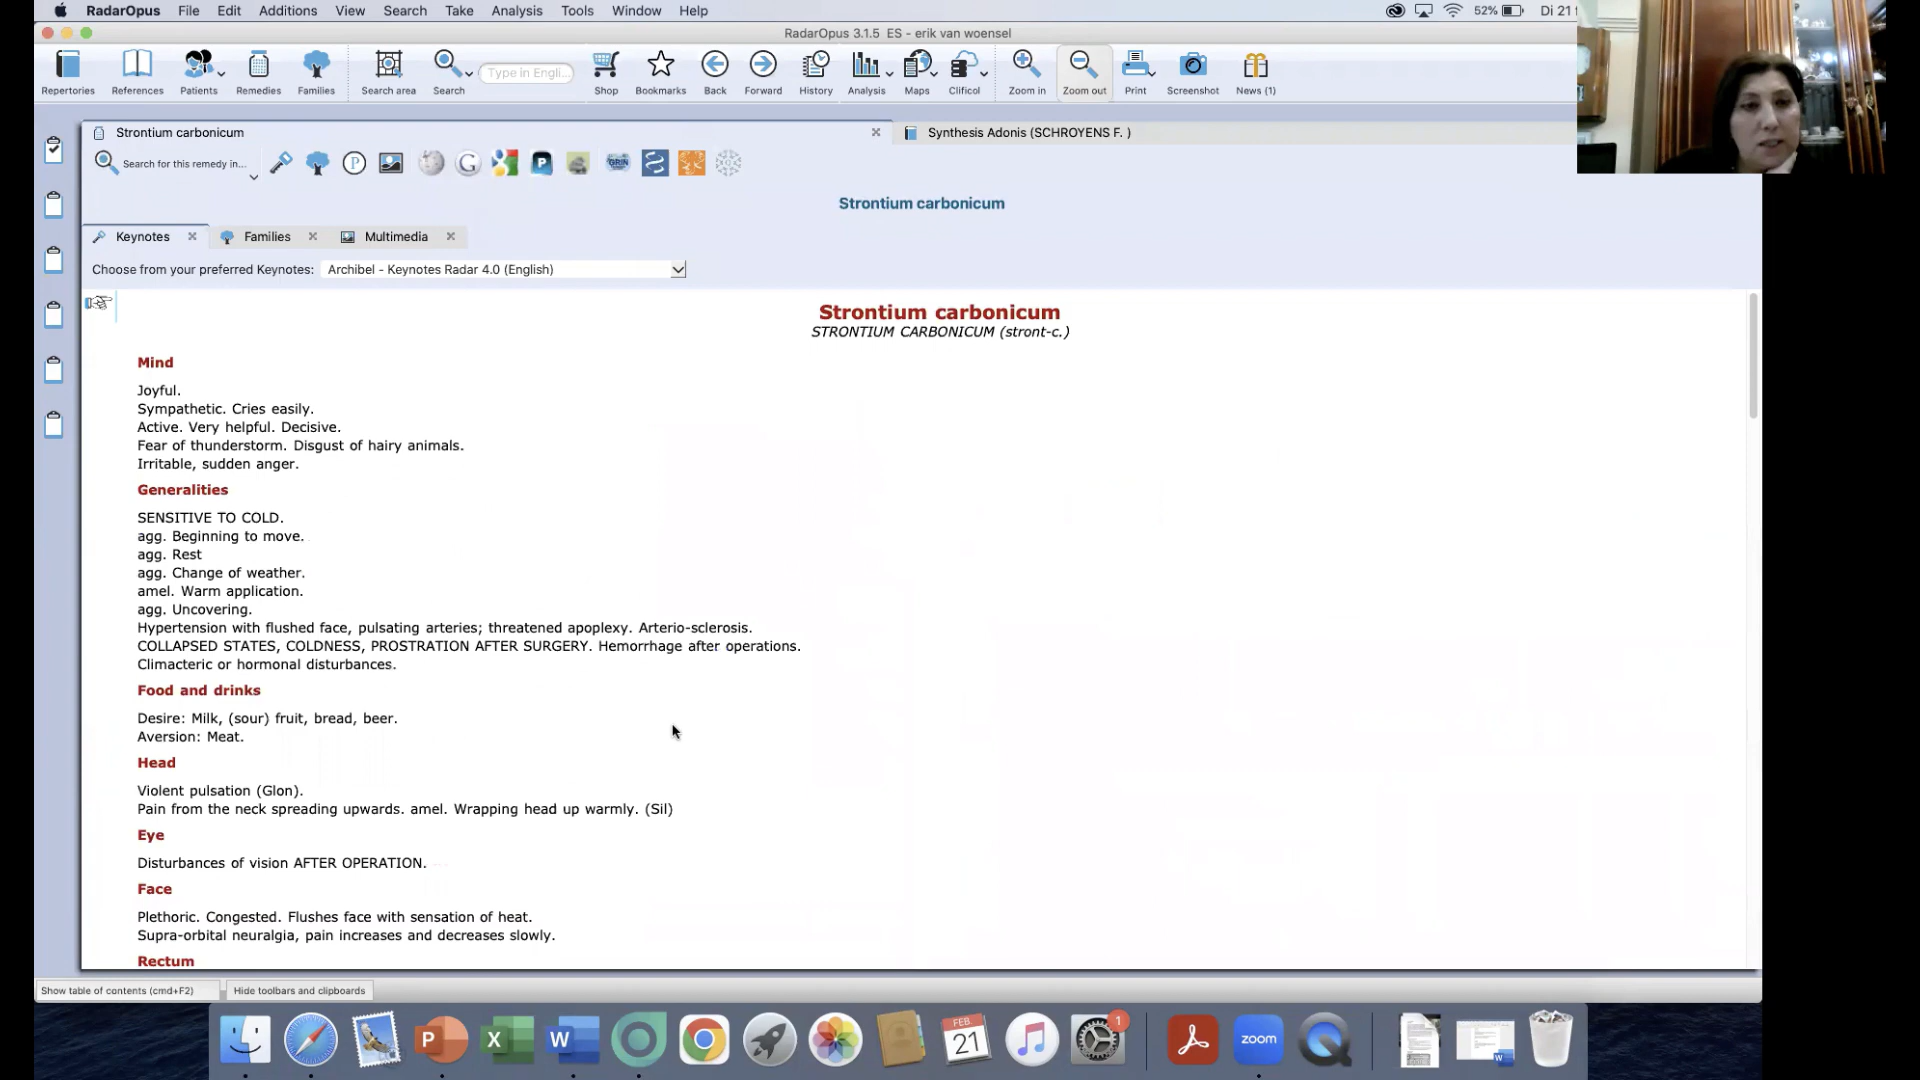 RadarOpus File Edit Additions View Search Take Analysis Tools Window Help 52% Di 21
RadarOpus 3.1.5 ES - erik van woensel
Type in Engli...
Repertories References Patients Remedies Families Search area Search Shop Bookmarks Back Forward History Analysis Maps Clificol Zoom in Zoom out Print Screenshot News (1)
Strontium carbonicum Synthesis Adonis (SCHROYENS F. )
Search for this remedy in...
Strontium carbonicum
Keynotes Families Multimedia
Choose from your preferred Keynotes: Archibel - Keynotes Radar 4.0 (English)
Strontium carbonicum
STRONTIUM CARBONICUM (stront-c.)
Mind
Joyful.
Sympathetic. Cries easily.
Active. Very helpful. Decisive.
Fear of thunderstorm. Disgust of hairy animals.
Irritable, sudden anger.
Generalities
SENSITIVE TO COLD.
agg. Beginning to move.
agg. Rest
agg. Change of weather.
amel. Warm application.
agg. Uncovering.
Hypertension with flushed face, pulsating arteries; threatened apoplexy. Arterio-sclerosis.
COLLAPSED STATES, COLDNESS, PROSTRATION AFTER SURGERY. Hemorrhage after operations.
Climacteric or hormonal disturbances.
Food and drinks
Desire: Milk, (sour) fruit, bread, beer.
Aversion: Meat.
Head
Violent pulsation (Glon).
Pain from the neck spreading upwards. amel. Wrapping head up warmly. (Sil)
Eye
Disturbances of vision AFTER OPERATION.
Face
Plethoric. Congested. Flushes face with sensation of heat.
Supra-orbital neuralgia, pain increases and decreases slowly.
Rectum
Show table of contents (cmd+F2) Hide toolbars and clipboards
FEB. 21
1
zoom